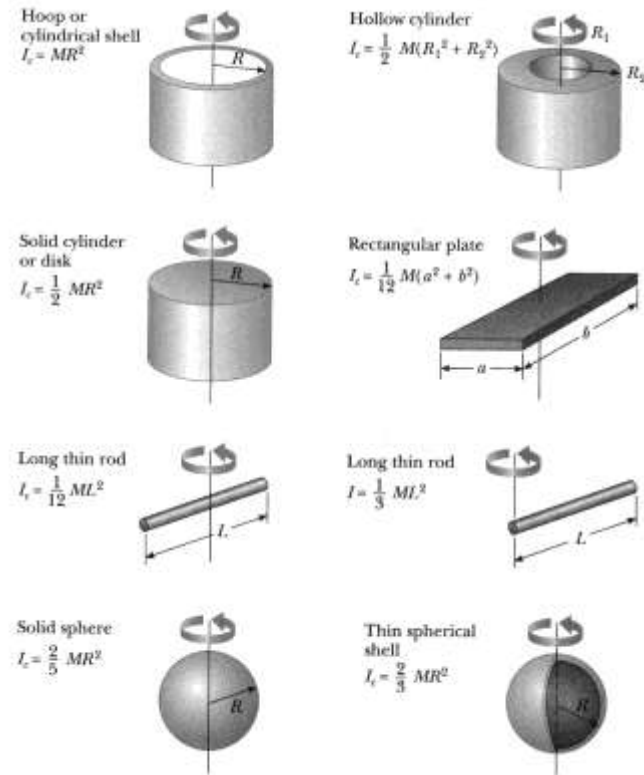 Hoop or
cylindrical shell
I_c = MR²
R
Hollow cylinder
I_c = 1/2 M(R₁² + R₂²)
R₁
R₂
Solid cylinder
or disk
I_c = 1/2 MR²
R
Rectangular plate
I_c = 1/12 M(a² + b²)
a
b
Long thin rod
I_c = 1/12 ML²
L
Long thin rod
I = 1/3 ML²
L
Solid sphere
I_c = 2/5 MR²
R
Thin spherical
shell
I_c = 2/3 MR²
R